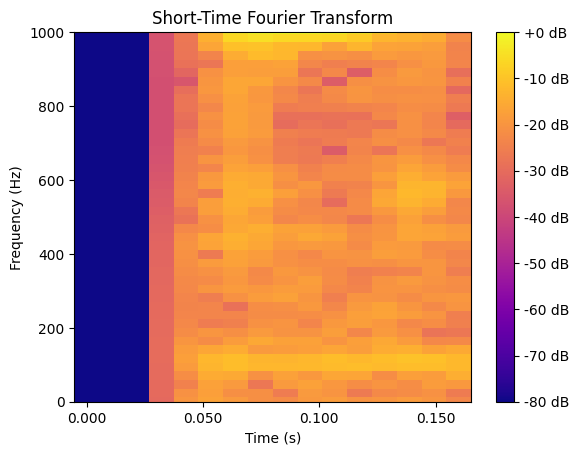 Short-Time Fourier Transform
1000
800
600
400
200
0
Frequency (Hz)
0.000
0.050
0.100
0.150
Time (s)
+0 dB
-10 dB
-20 dB
-30 dB
-40 dB
-50 dB
-60 dB
-70 dB
-80 dB